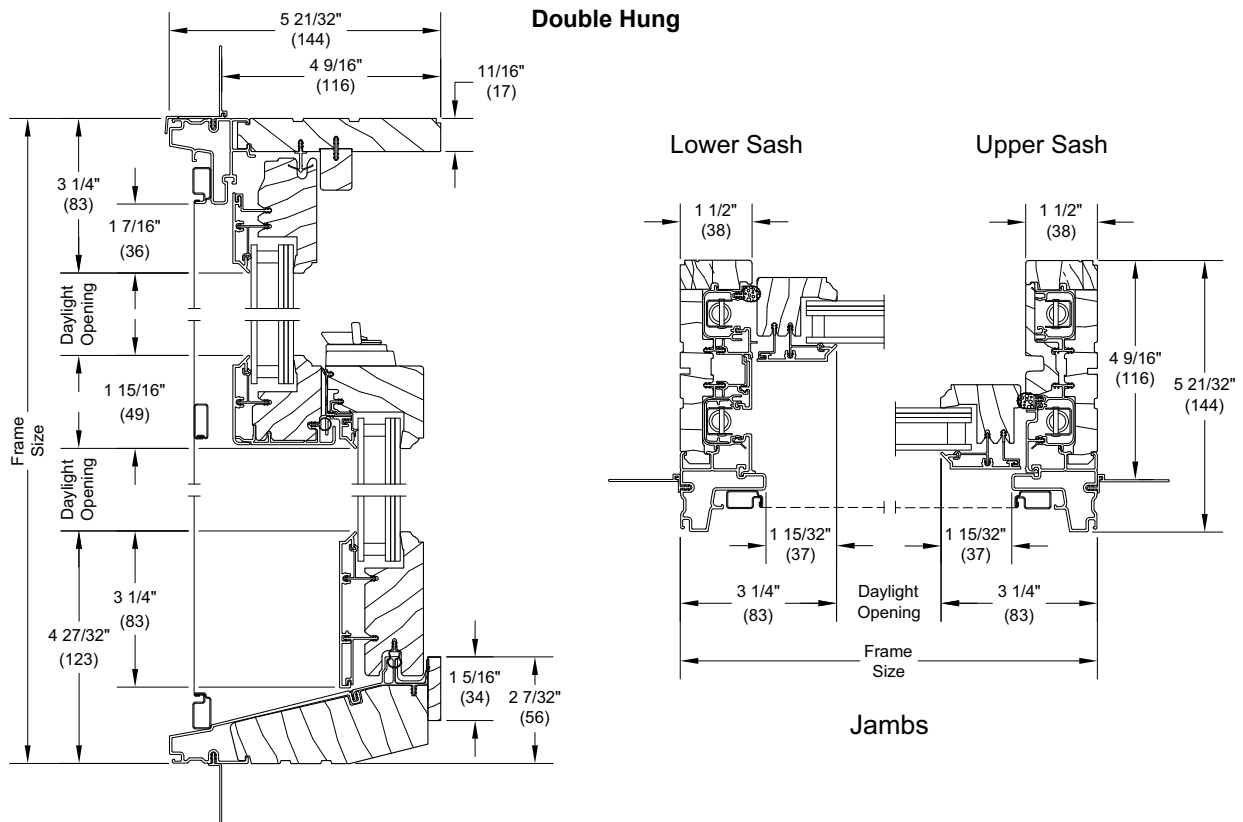 Double Hung
5 21/32"
(144)
4 9/16"
(116)
11/16"
(17)
3 1/4"
(83)
1 7/16"
(36)
Daylight
Opening
1 15/16"
(49)
Frame
Size
Daylight
Opening
3 1/4"
(83)
4 27/32"
(123)
1 5/16"
(34)
2 7/32"
(56)
Lower Sash
Upper Sash
1 1/2"
(38)
1 1/2"
(38)
4 9/16"
(116)
5 21/32"
(144)
1 15/32"
(37)
1 15/32"
(37)
3 1/4"
(83)
Daylight
Opening
3 1/4"
(83)
Frame
Size
Jambs